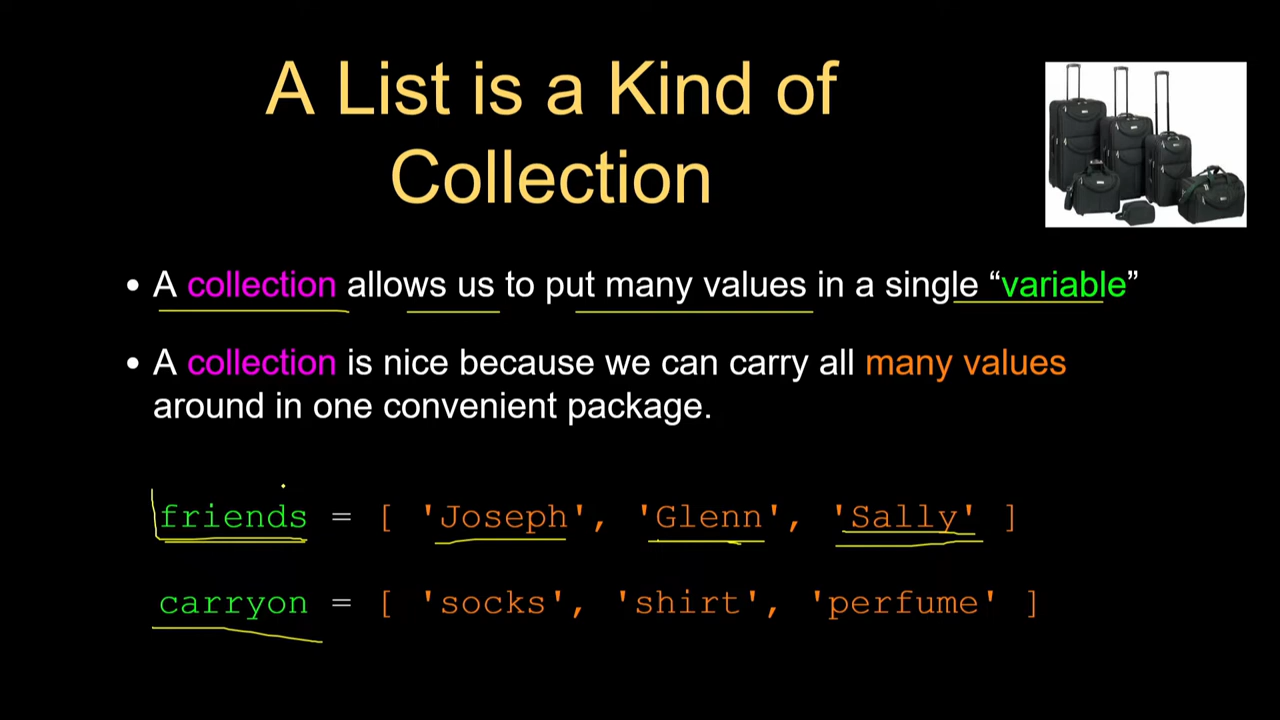 A List is a Kind of
Collection
• A collection allows us to put many values in a single “variable”
• A collection is nice because we can carry all many values
around in one convenient package.
friends = [ 'Joseph', 'Glenn', 'Sally' ]
carryon = [ 'socks', 'shirt', 'perfume' ]